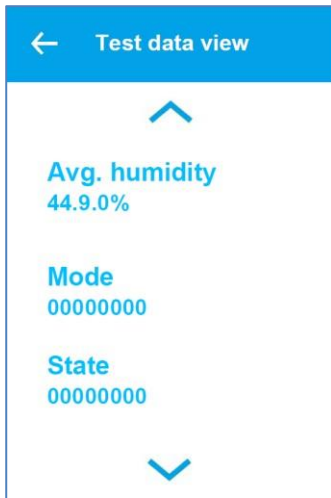 Test data view
Avg. humidity
44.9.0%
Mode
00000000
State
00000000